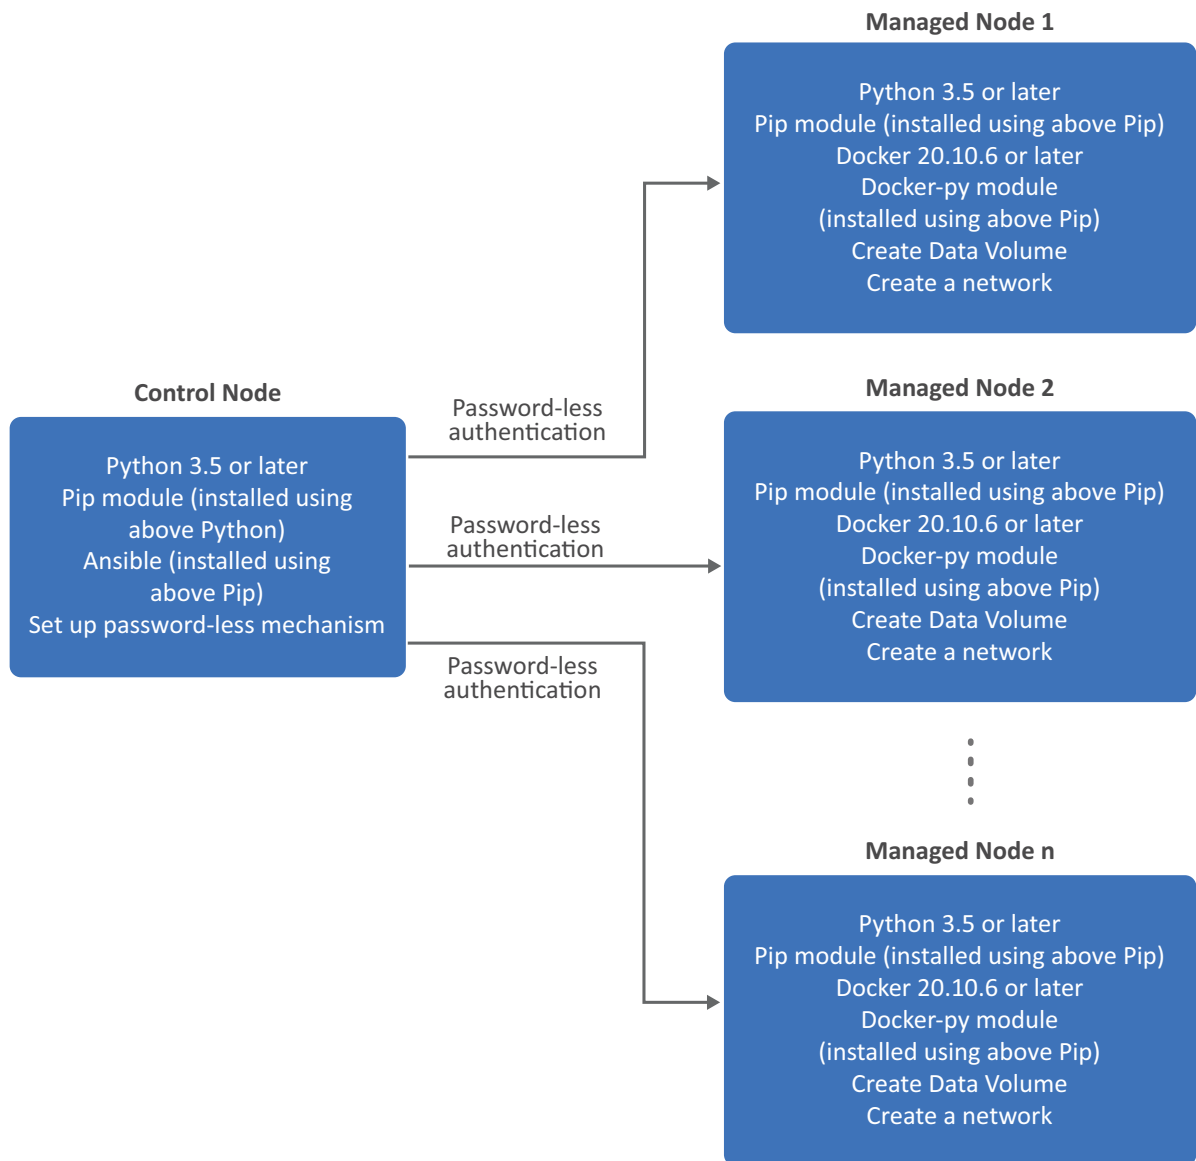 Control Node
Python 3.5 or later
Pip module (installed using
above Python)
Ansible (installed using
above Pip)
Set up password-less mechanism
Password-less
authentication
Password-less
authentication
Password-less
authentication
Managed Node 1
Python 3.5 or later
Pip module (installed using above Pip)
Docker 20.10.6 or later
Docker-py module
(installed using above Pip)
Create Data Volume
Create a network
Managed Node 2
Python 3.5 or later
Pip module (installed using above Pip)
Docker 20.10.6 or later
Docker-py module
(installed using above Pip)
Create Data Volume
Create a network
Managed Node n
Python 3.5 or later
Pip module (installed using above Pip)
Docker 20.10.6 or later
Docker-py module
(installed using above Pip)
Create Data Volume
Create a network